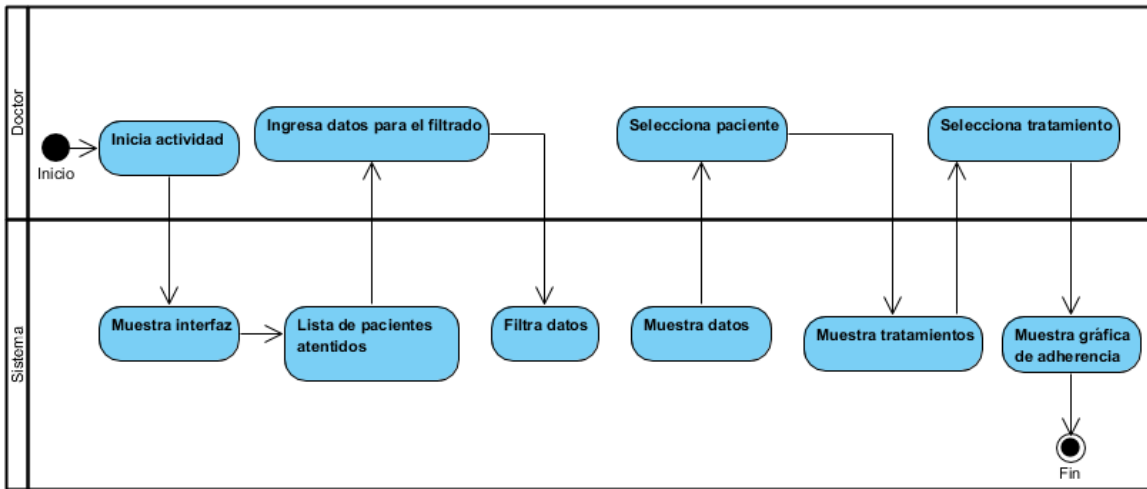 Doctor
Inicio
Inicia actividad
Ingresa datos para el filtrado
Selecciona paciente
Selecciona tratamiento
Sistema
Muestra interfaz
Lista de pacientes
atentidos
Filtra datos
Muestra datos
Muestra tratamientos
Muestra gráfica
de adherencia
Fin